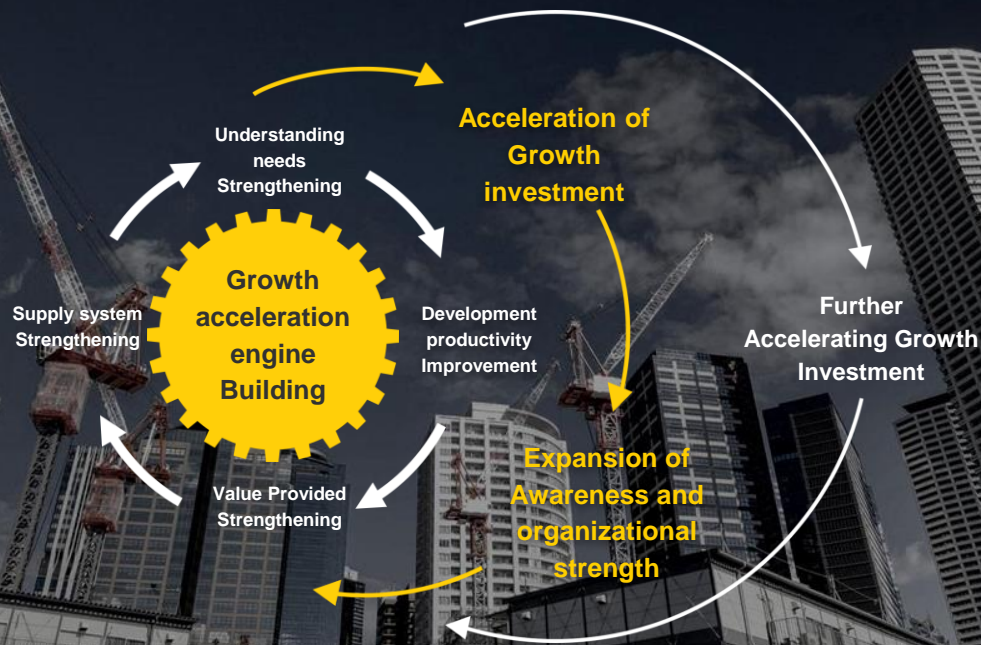 Understanding
needs
Strengthening
Acceleration of
Growth
investment
Growth
acceleration
engine
Building
Supply system
Strengthening
Development
productivity
Improvement
Further
Accelerating Growth
Investment
Value Provided
Strengthening
Expansion of
Awareness and
organizational
strength